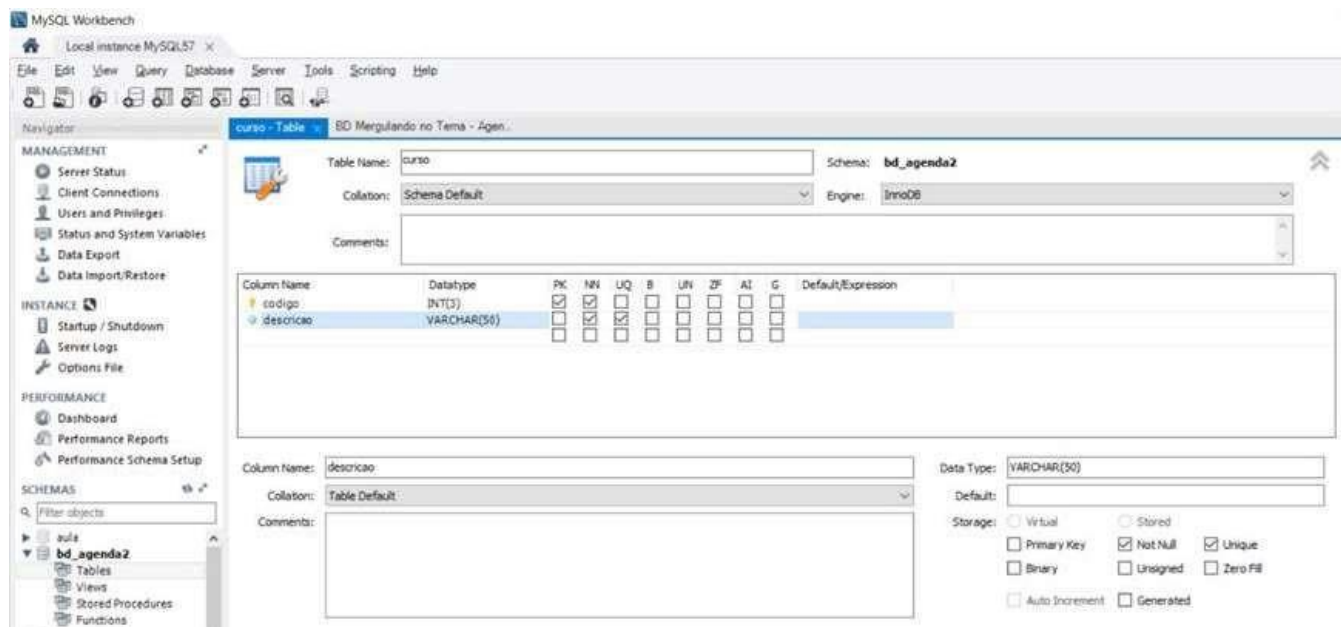 MySQL Workbench
Local instance MySQL57
File Edit View Query Database Server Tools Scripting Help
Navigator
curso - Table
BD Mergulando no Tema - Agen..
MANAGEMENT
Server Status
Client Connections
Users and Privileges
Status and System Variables
Data Export
Data Import/Restore
INSTANCE
Startup / Shutdown
Server Logs
Options File
PERFORMANCE
Dashboard
Performance Reports
Performance Schema Setup
SCHEMAS
Filter objects
aula
bd_agenda2
Tables
Views
Stored Procedures
Functions
Table Name: curso
Schema: bd_agenda2
Collation: Schema Default
Engine: InnoDB
Comments:
Column Name Datatype PK NN UQ B UN ZF AI G Default/Expression
codigo INT(3)
descricao VARCHAR(50)
Column Name: descricao
Data Type: VARCHAR(50)
Collation: Table Default
Default:
Comments:
Storage: Virtual Stored
Primary Key Not Null Unique
Binary Unsigned Zero Fill
Auto Increment Generated